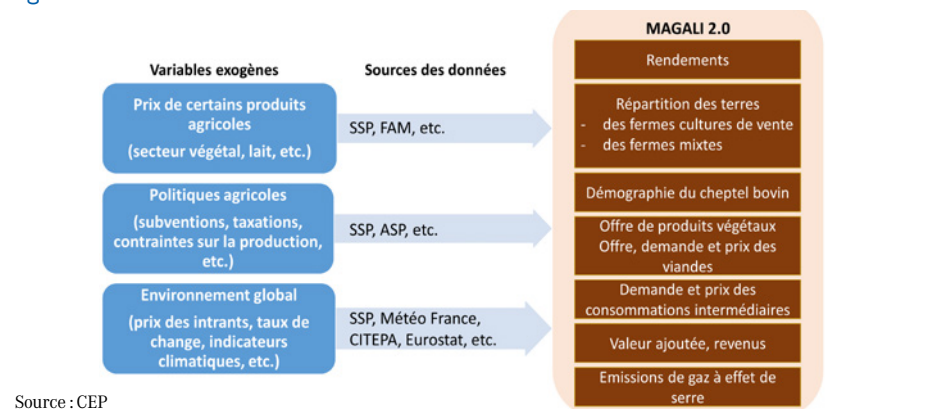 MAGALI 2.0
Variables exogènes
Sources des données
Prix de certains produits
agricoles
(secteur végétal, lait, etc.)
SSP, FAM, etc.
Politiques agricoles
(subventions, taxations,
contraintes sur la production,
etc.)
SSP, ASP, etc.
Environnement global
(prix des intrants, taux de
change, indicateurs
climatiques, etc.)
SSP, Météo France,
CITEPA, Eurostat, etc.
Rendements
Répartition des terres
- des fermes cultures de vente
- des fermes mixtes
Démographie du cheptel bovin
Offre de produits végétaux
Offre, demande et prix des
viandes
Demande et prix des
consommations intermédiaires
Valeur ajoutée, revenus
Emissions de gaz à effet de
serre
Source : CEP